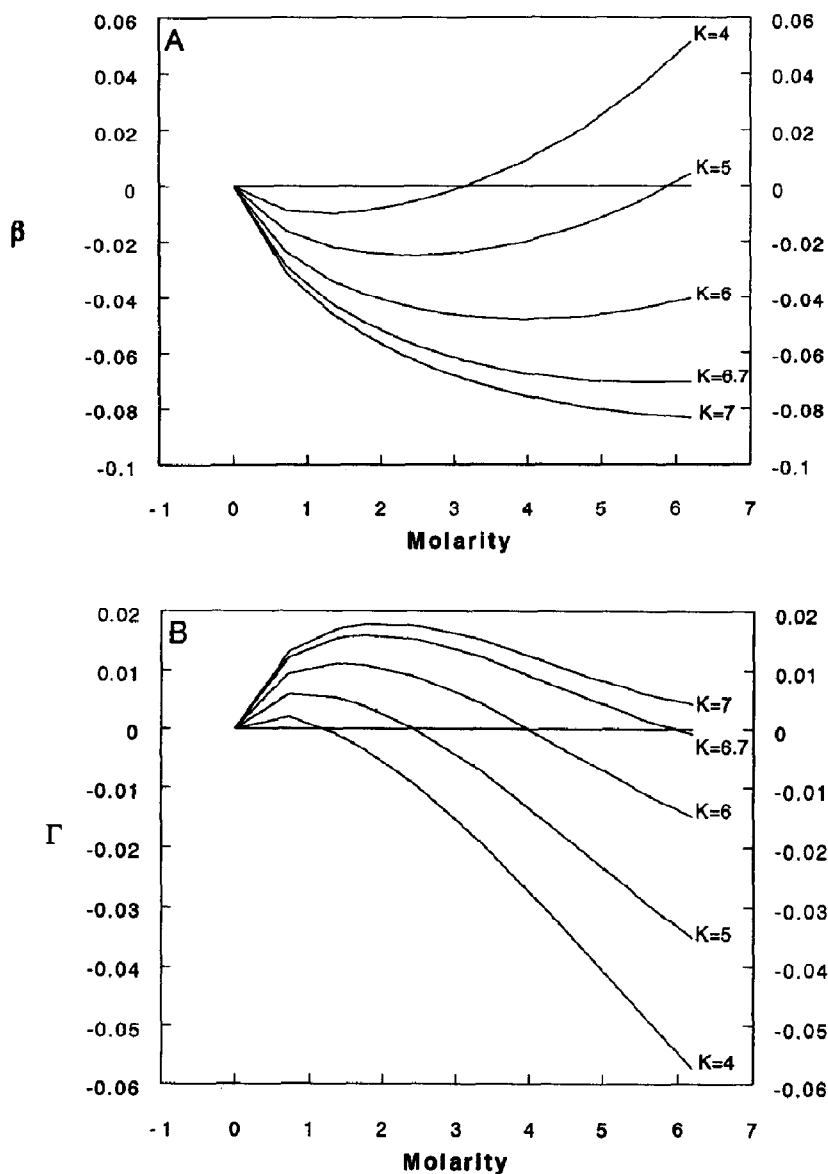 A
0.06 0.06
K=4
0.04 0.04
0.02 0.02
K=5
0 0
β
-0.02 -0.02
K=6
-0.04 -0.04
-0.06 -0.06
K=6.7
-0.08 K=7 -0.08
-0.1 -0.1
-1 0 1 2 3 4 5 6 7
Molarity
B
0.02 0.02
0.01 0.01
K=7
0 0
K=6.7
-0.01 -0.01
K=6
Γ
-0.02 -0.02
-0.03 -0.03
K=5
-0.04 -0.04
-0.05 -0.05
K=4
-0.06 -0.06
-1 0 1 2 3 4 5 6 7
Molarity